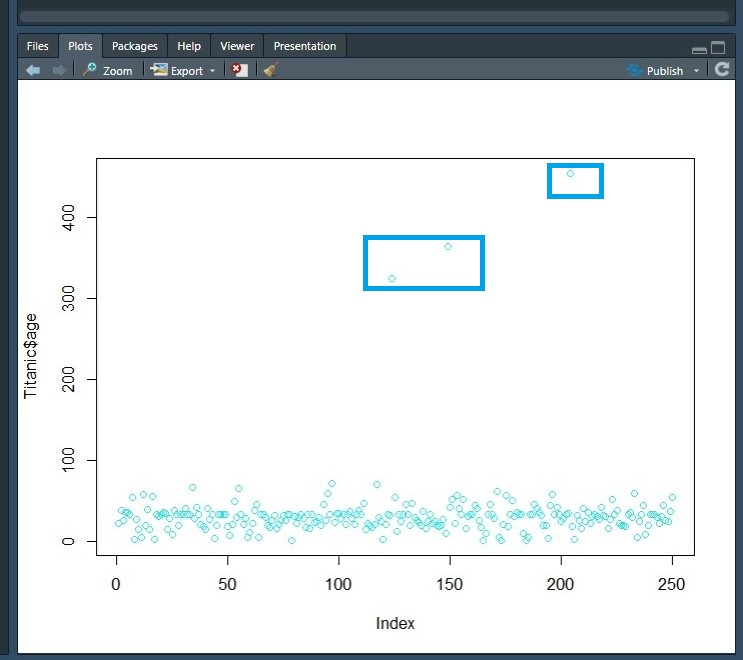 Files Plots Packages Help Viewer Presentation
Zoom Export Publish
400
300
200
100
0
Titanic$age
0 50 100 150 200 250
Index